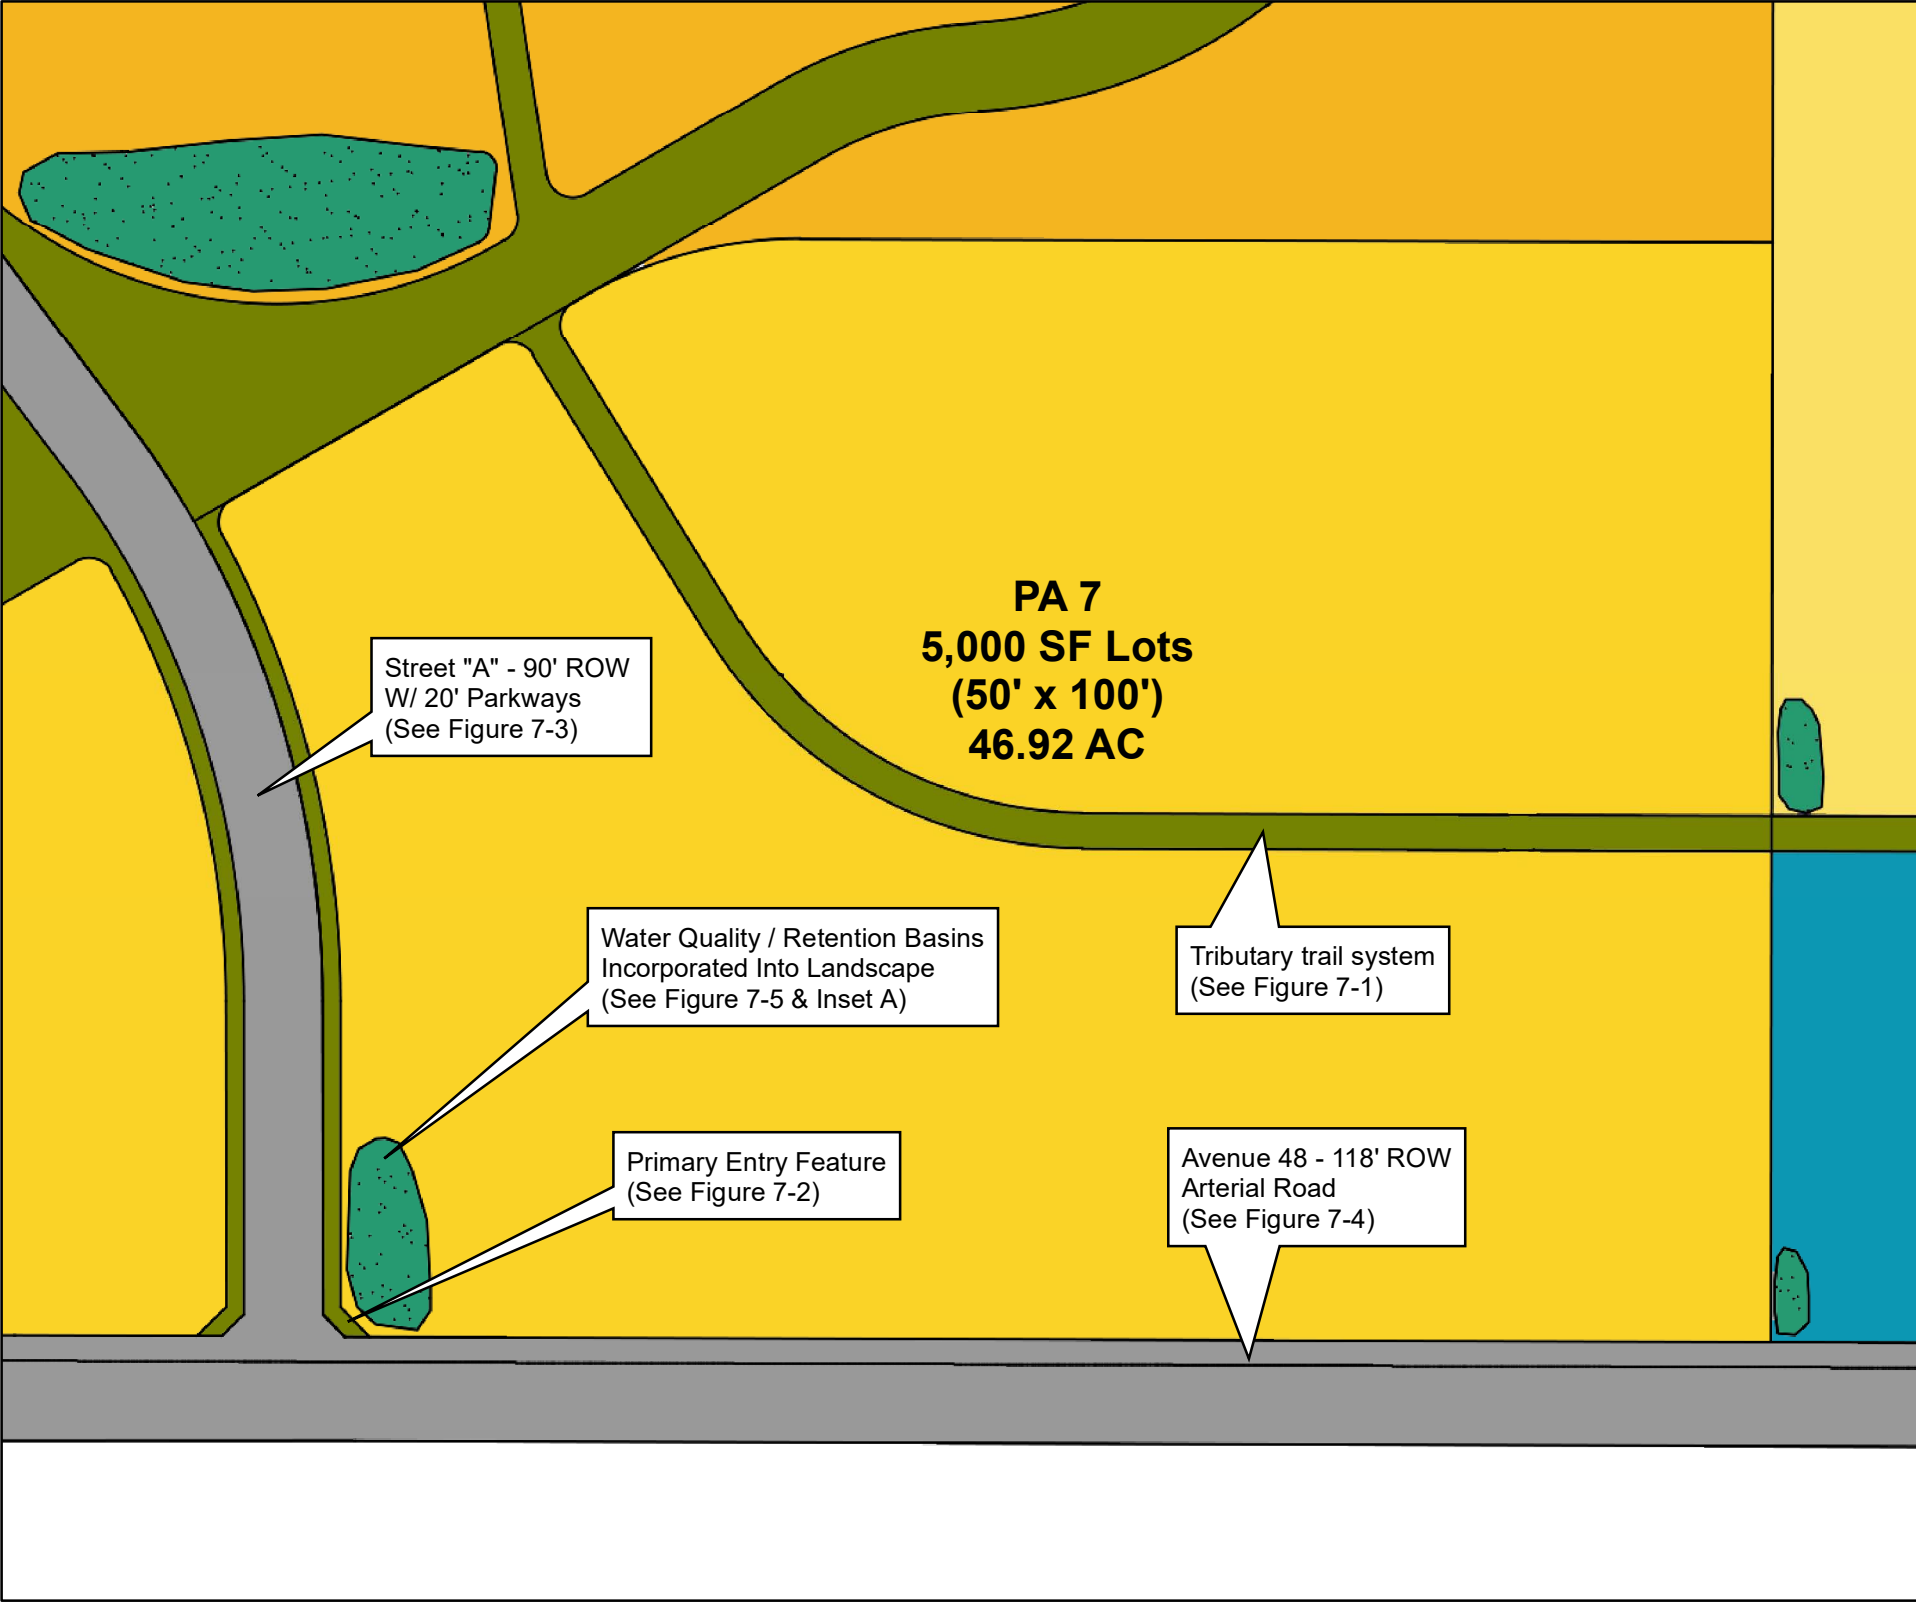 PA 7
5,000 SF Lots
(50' x 100')
46.92 AC
Street "A" - 90' ROW
W/ 20' Parkways
(See Figure 7-3)
Water Quality / Retention Basins
Incorporated Into Landscape
(See Figure 7-5 & Inset A)
Tributary trail system
(See Figure 7-1)
Primary Entry Feature
(See Figure 7-2)
Avenue 48 - 118' ROW
Arterial Road
(See Figure 7-4)